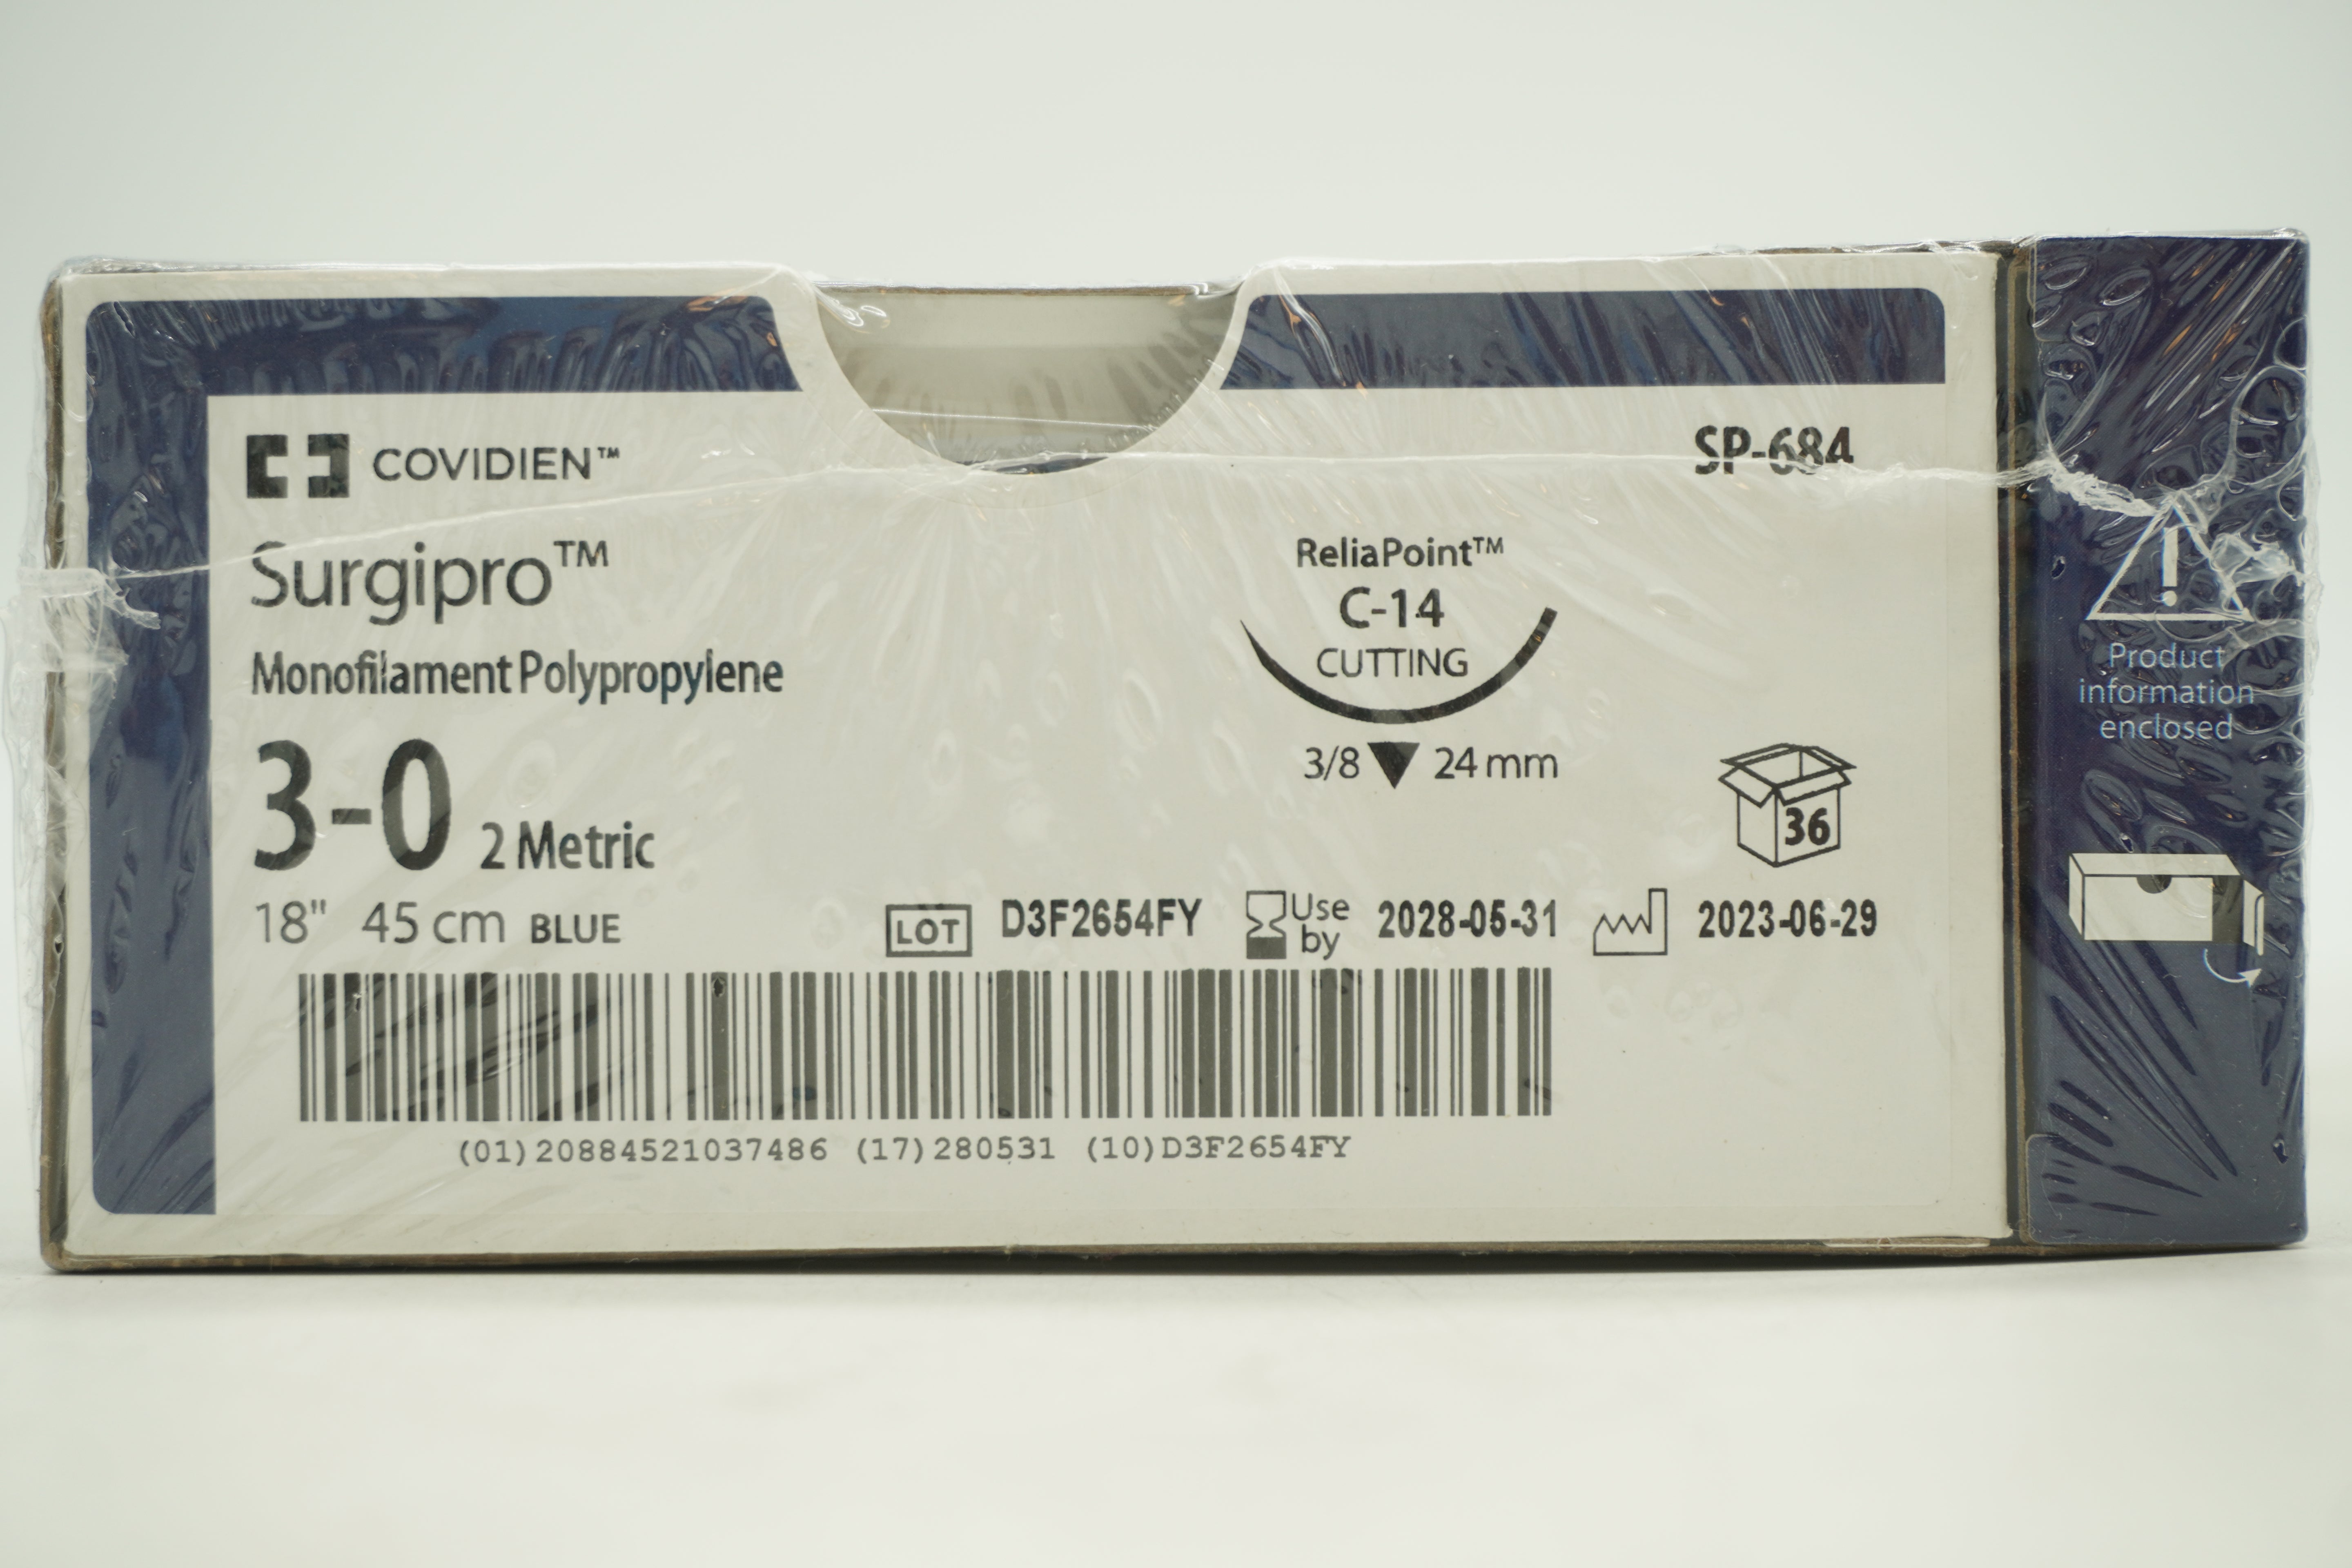 COVIDIEN™
SP-684
Surgipro™
Monofilament Polypropylene
ReliaPoint™
C-14
CUTTING
3/8 24 mm
3-0 2 Metric
36
18" 45 cm BLUE
LOT D3F2654FY Use by 2028-05-31 2023-06-29
(01)20884521037486 (17)280531 (10)D3F2654FY
!
Product
information
enclosed